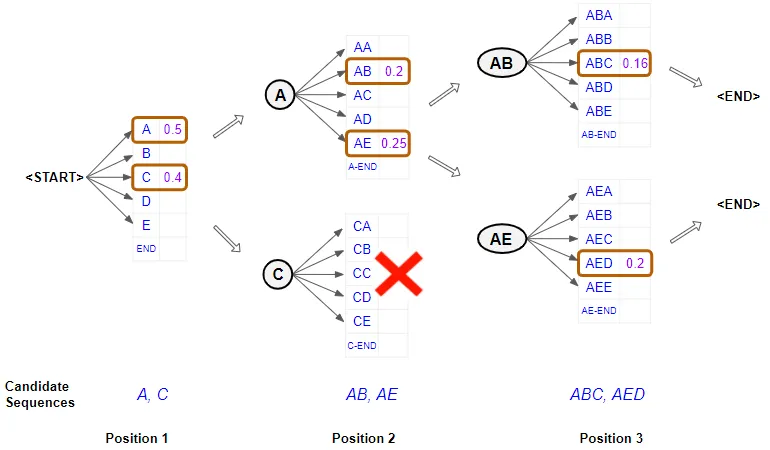 <START>
A 0.5
B
C 0.4
D
E
END
A
AA
AB 0.2
AC
AD
AE 0.25
A-END
C
CA
CB
CC
CD
CE
C-END
AB
ABA
ABB
ABC 0.16
ABD
ABE
AB-END
<END>
AE
AEA
AEB
AEC
AED 0.2
AEE
AE-END
<END>
Candidate
Sequences
A, C
AB, AE
ABC, AED
Position 1
Position 2
Position 3